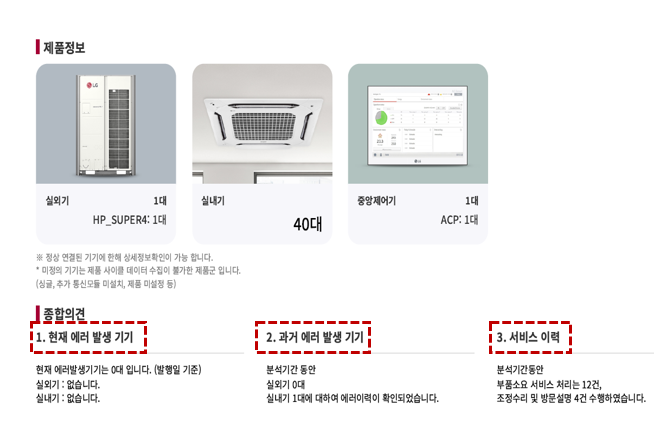 제품정보
LG
실외기 1대
HP_SUPER4: 1대
실내기
40대
LG
중앙제어기 1대
ACP: 1대
※ 정상 연결된 기기에 한해 상세정보확인이 가능 합니다.
* 미정의 기기는 제품 사이클 데이터 수집이 불가한 제품군 입니다.
(싱글, 추가 통신모듈 미설치, 제품 미설정 등)
종합의견
1. 현재 에러 발생 기기
현재 에러발생기기는 0대 입니다. (발행일 기준)
실외기 : 없습니다.
실내기 : 없습니다.
2. 과거 에러 발생 기기
분석기간 동안
실외기 0대
실내기 1대에 대하여 에러이력이 확인되었습니다.
3. 서비스 이력
분석기간동안
부품소요 서비스 처리는 12건,
조정수리 및 방문설명 4건 수행하였습니다.